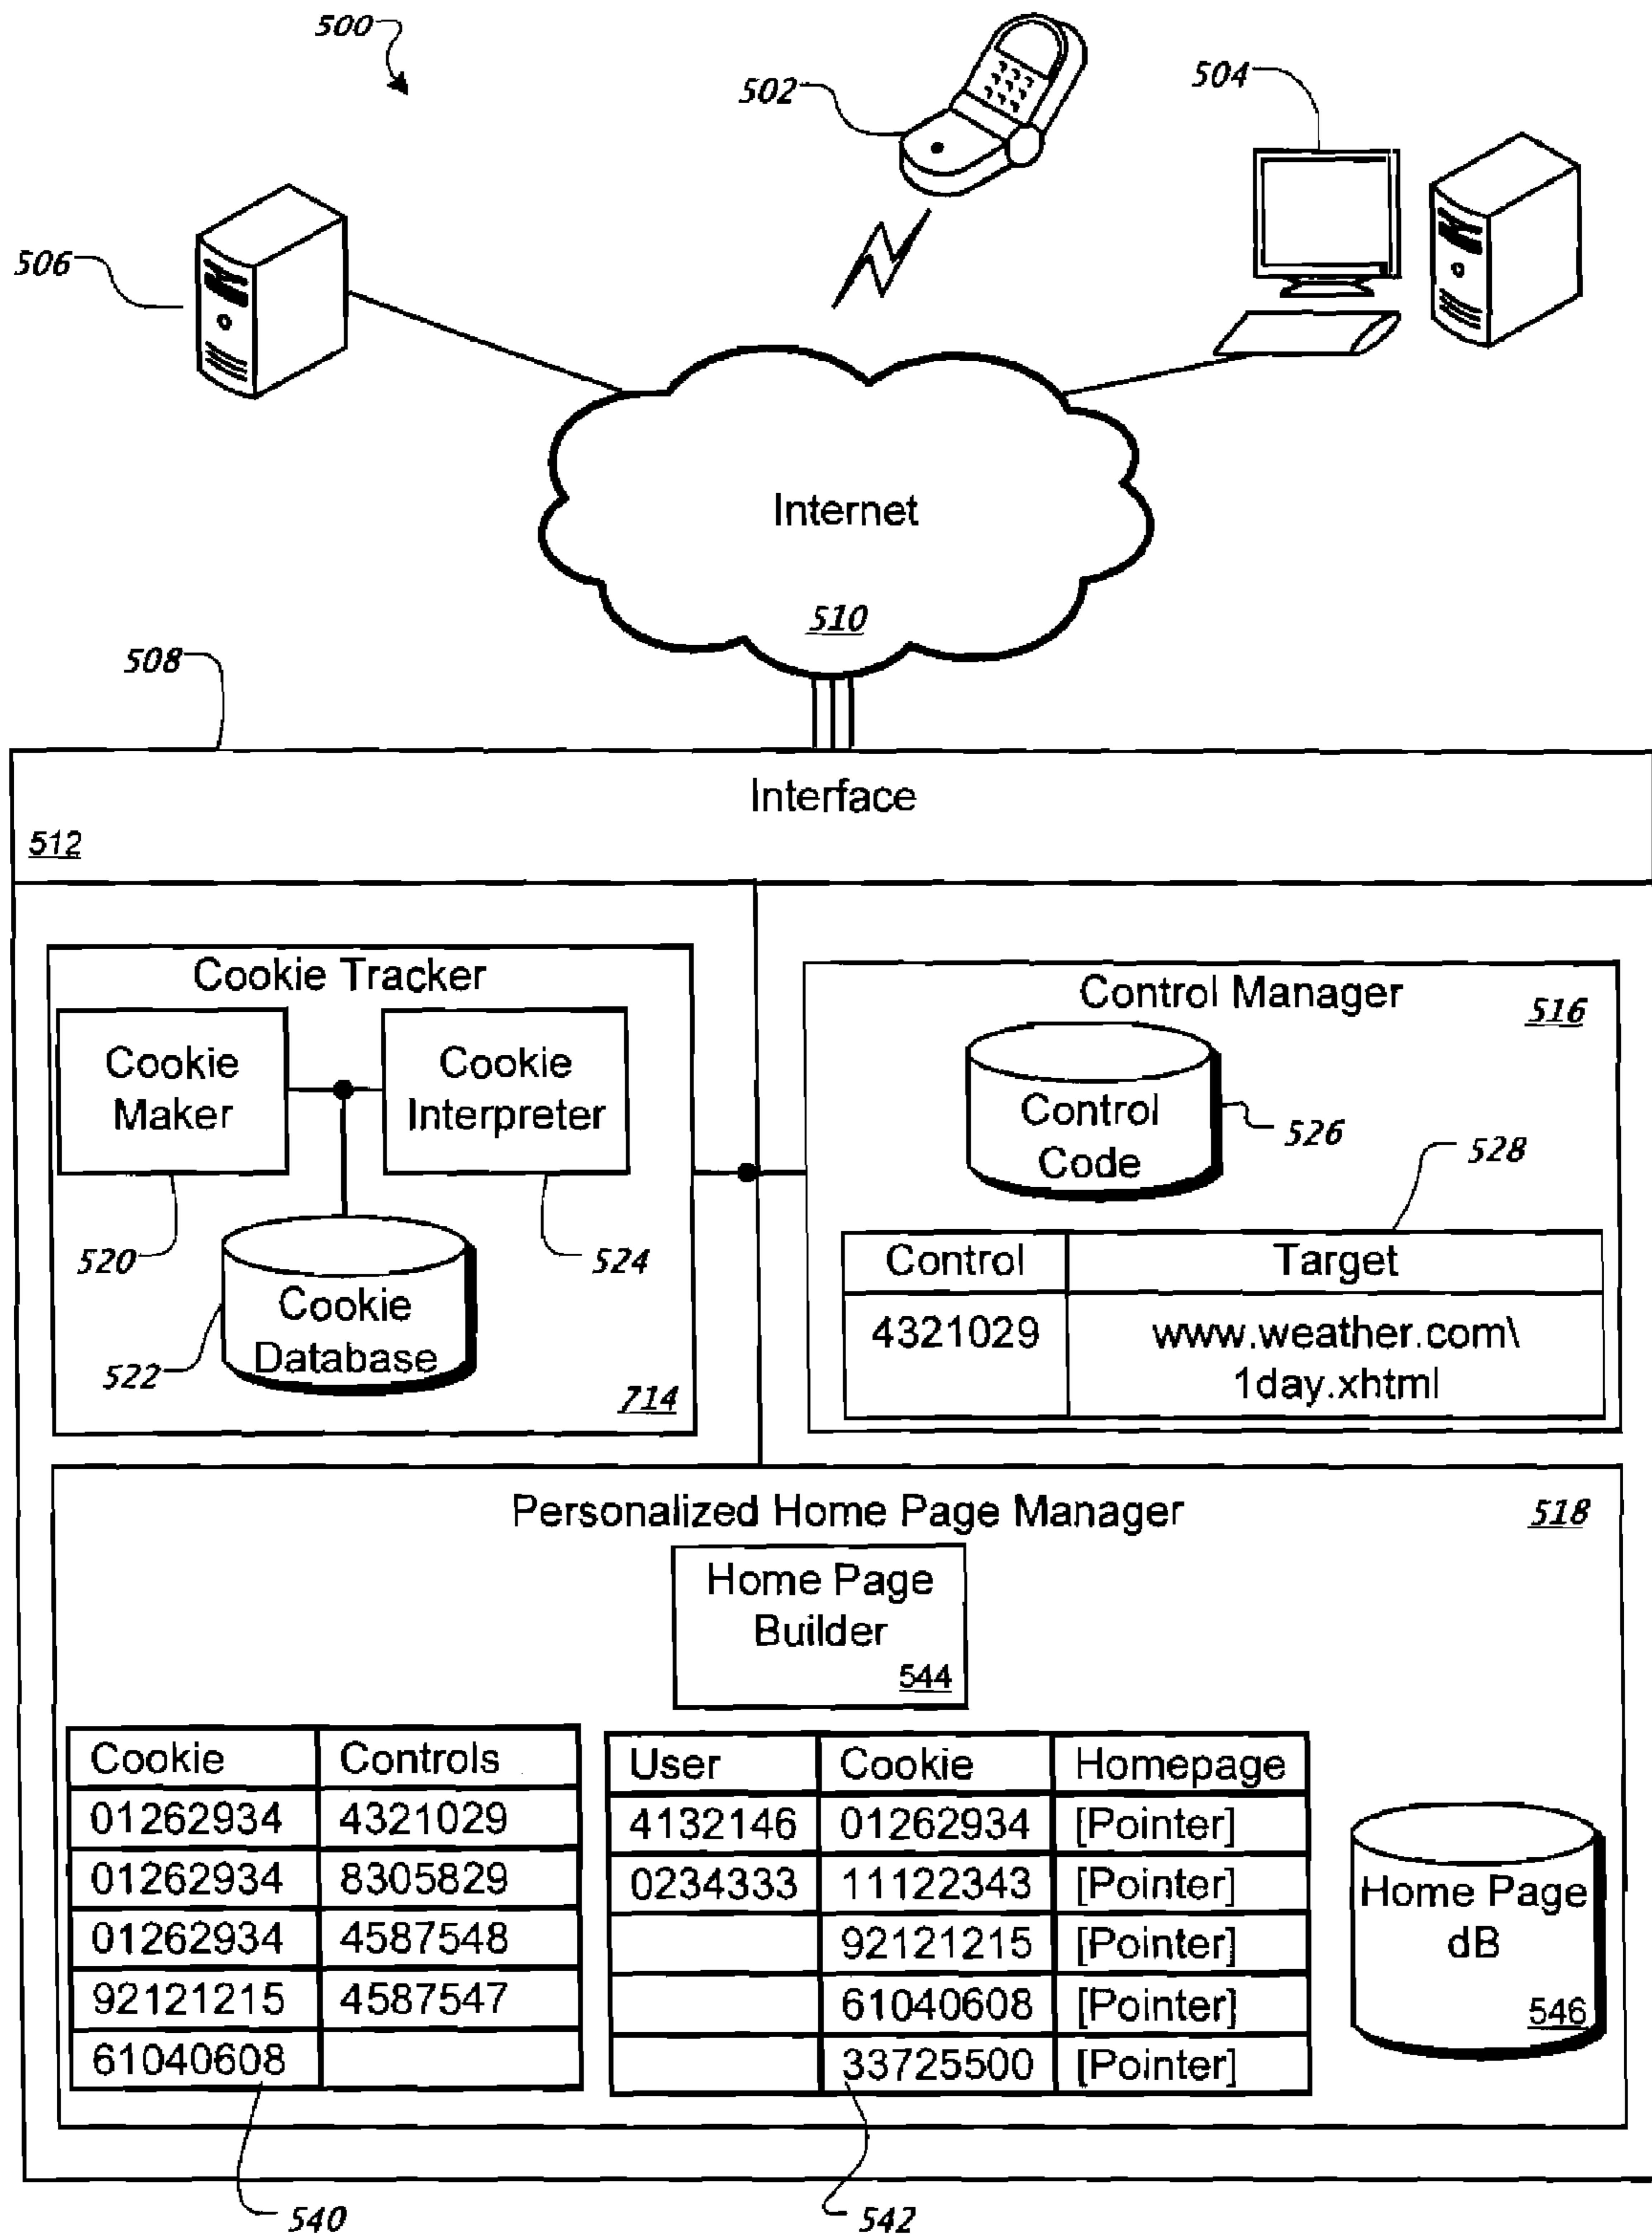 500
502
504
506
Internet
510
508
Interface
512
Cookie Tracker
Cookie
Maker
Cookie
Interpreter
520
524
Cookie
Database
522
714
Control Manager
516
Control
Code
526
528
Control Target
4321029 www.weather.com\
1day.xhtml
Personalized Home Page Manager
518
Home Page
Builder
544
Cookie Controls
01262934 4321029
01262934 8305829
01262934 4587548
92121215 4587547
61040608
User Cookie Homepage
4132146 01262934 [Pointer]
0234333 11122343 [Pointer]
92121215 [Pointer]
61040608 [Pointer]
33725500 [Pointer]
Home Page
dB
546
540
542